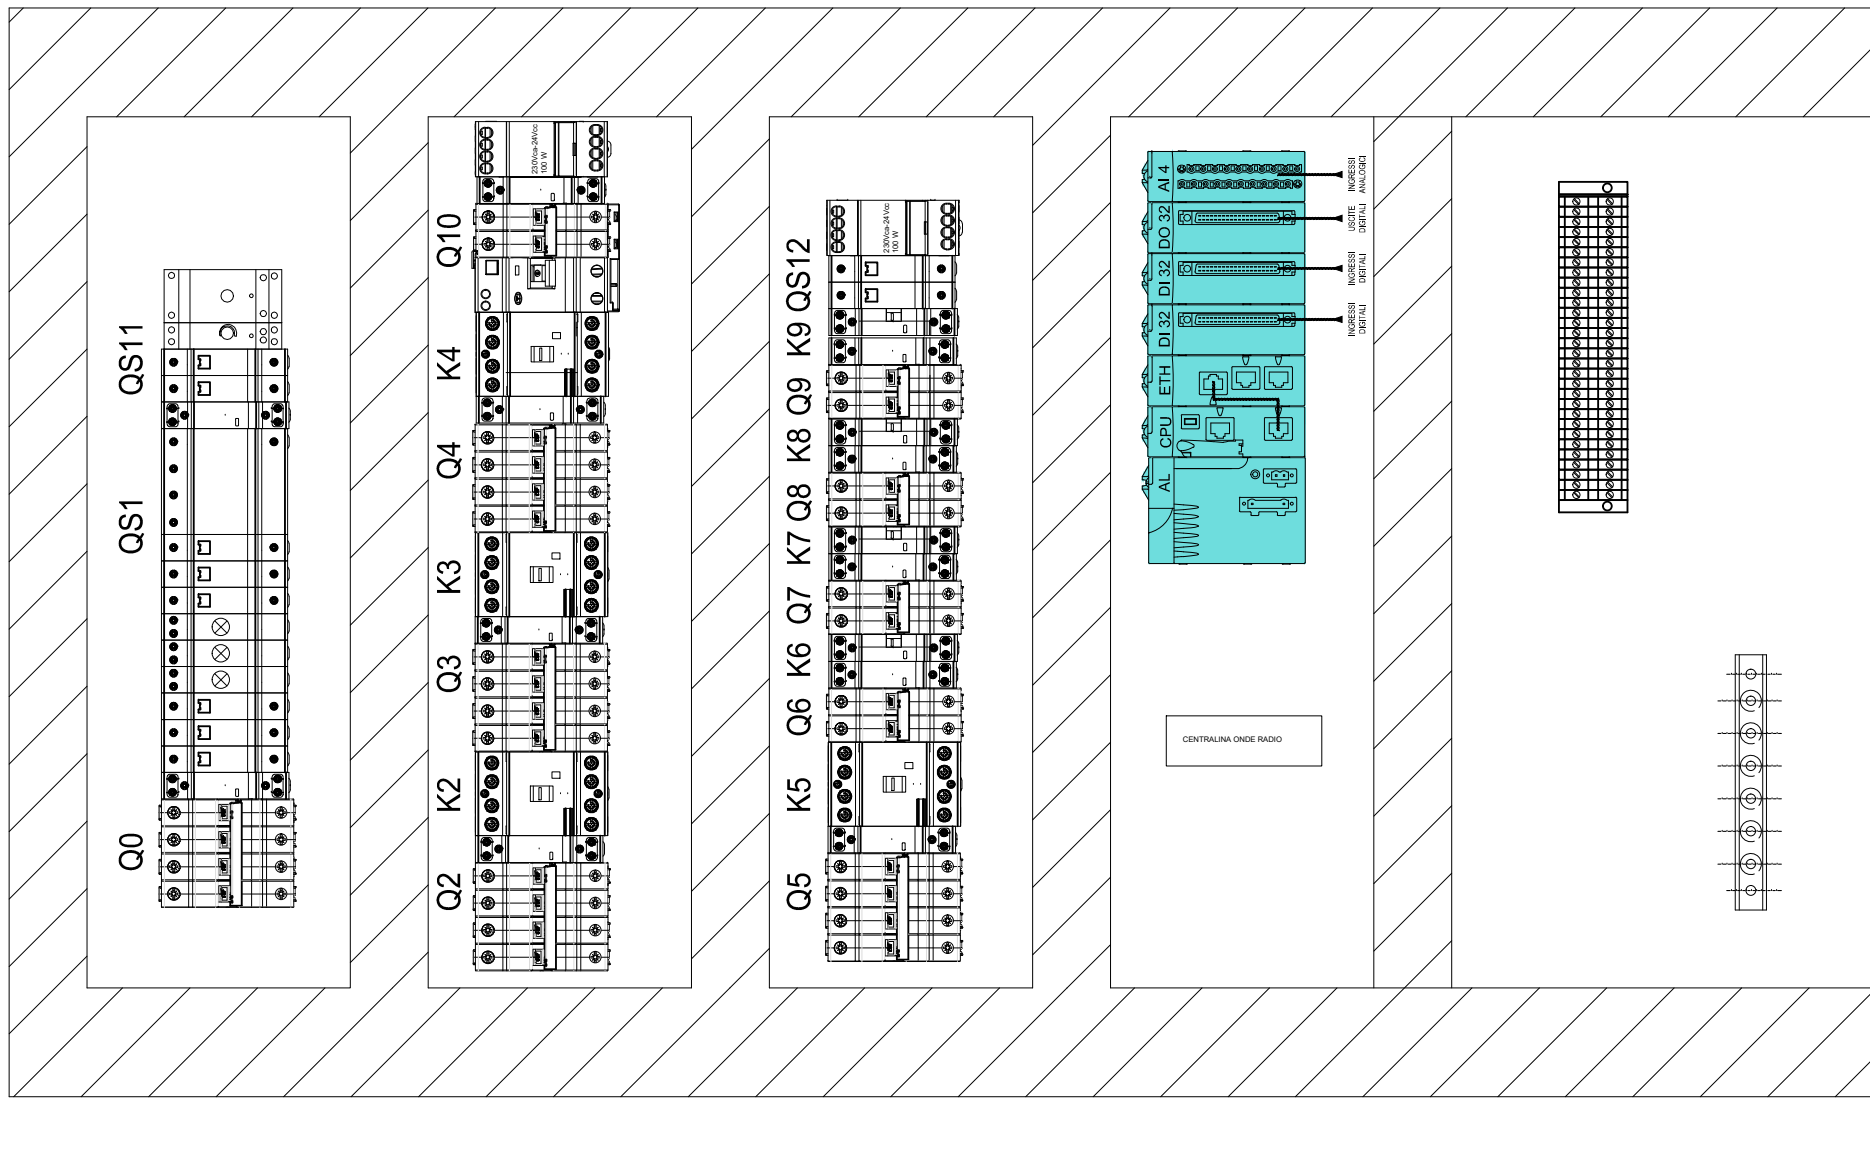 QS11
QS1
Q0
230Vca-24Vcc
100 W
Q10
K4
Q4
K3
Q3
K2
Q2
230Vca-24Vcc
100 W
QS12
K9
Q9
K8
Q8
K7
Q7
K6
Q6
K5
Q5
AI 4
INGRESSI
ANALOGICI
DO 32
USCITE
DIGITALI
DI 32
INGRESSI
DIGITALI
DI 32
INGRESSI
DIGITALI
ETH
CPU
AL
CENTRALINA ONDE RADIO